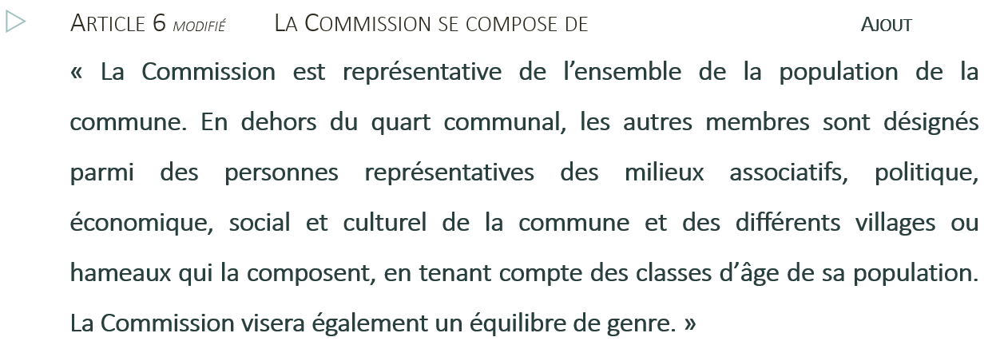 ARTICLE 6 MODIFIÉ LA COMMISSION SE COMPOSE DE AJOUT
« La Commission est représentative de l’ensemble de la population de la
commune. En dehors du quart communal, les autres membres sont désignés
parmi des personnes représentatives des milieux associatifs, politique,
économique, social et culturel de la commune et des différents villages ou
hameaux qui la composent, en tenant compte des classes d’âge de sa population.
La Commission visera également un équilibre de genre. »